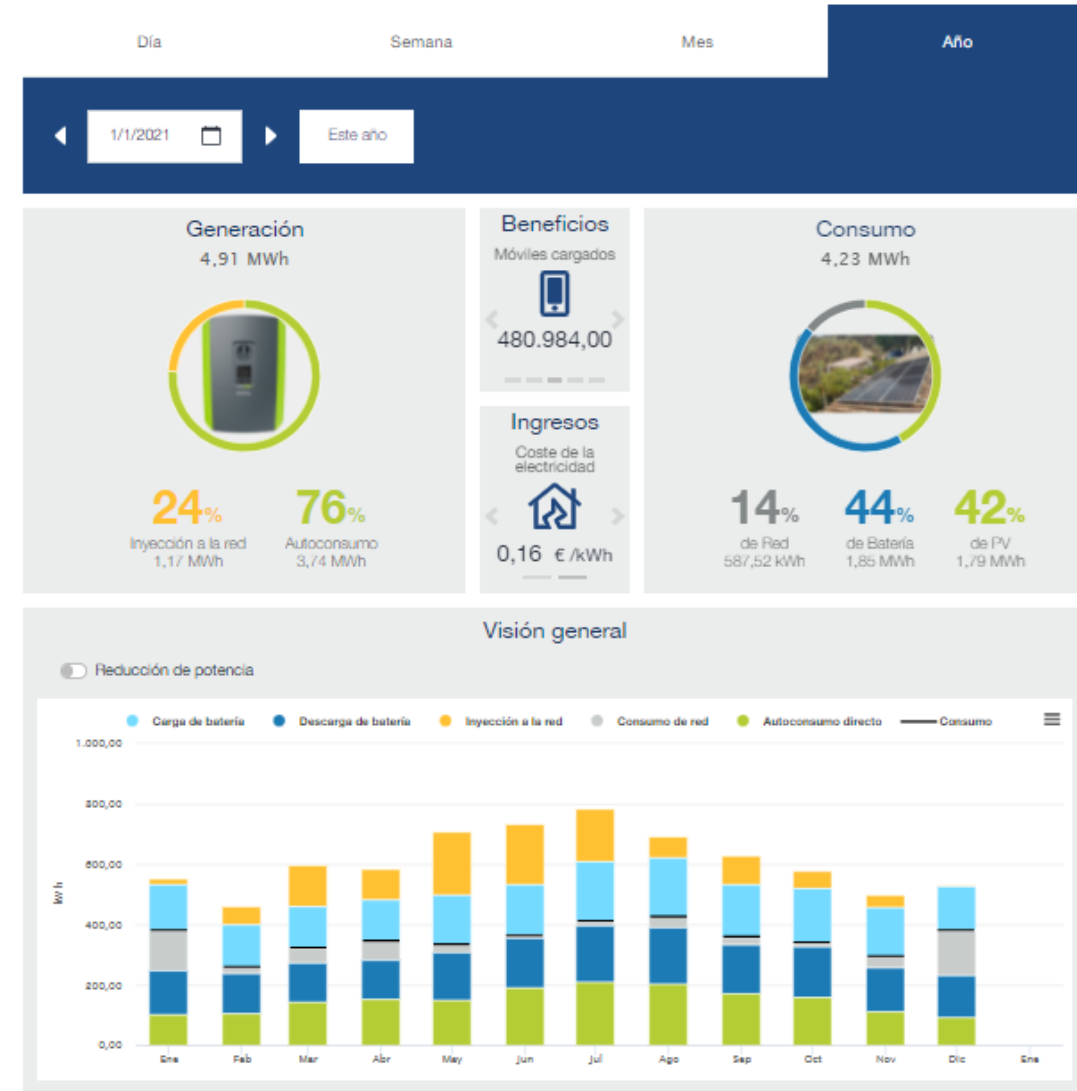 Día Semana Mes Año
1/1/2021 Este año
Generación
4,91 MWh
24%
Inyección a la red
1,17 MWh
76%
Autoconsumo
3,74 MWh
Beneficios
Móviles cargados
480.984,00
Ingresos
Coste de la
electricidad
0,16 €/kWh
Consumo
4,23 MWh
14%
de Red
587,52 kWh
44%
de Batería
1,85 MWh
42%
de PV
1,79 MWh
Visión general
Reducción de potencia
Carga de batería Descarga de batería Inyección a la red Consumo de red Autoconsumo directo Consumo
1.000,00
800,00
600,00
400,00
200,00
0,00
kWh
Ene Feb Mar Abr May Jun Jul Ago Sep Oct Nov Dic Ene